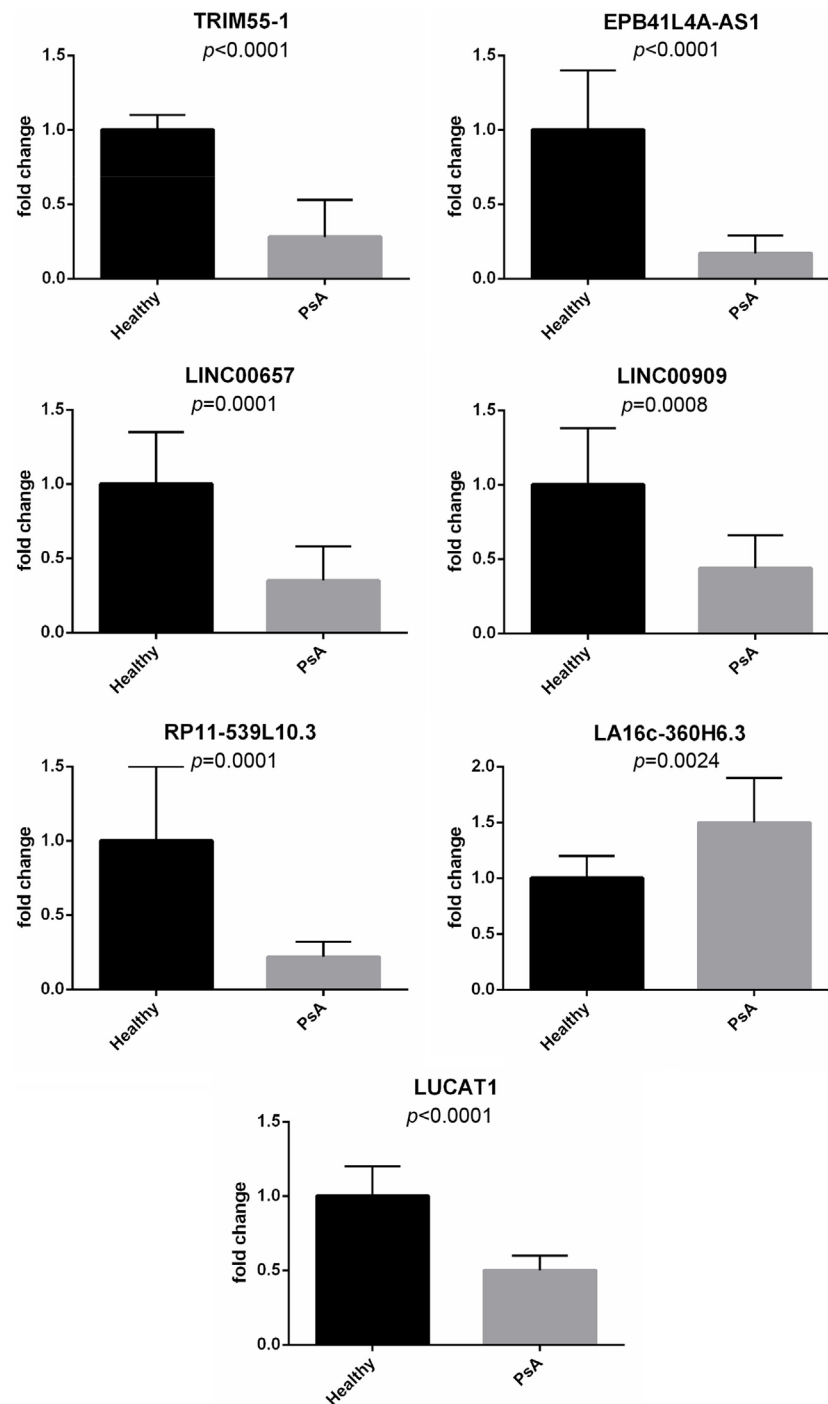 TRIM55-1
p<0.0001
1.5
1.0
0.5
0.0
fold change
Healthy
PsA
EPB41L4A-AS1
p<0.0001
1.5
1.0
0.5
0.0
fold change
Healthy
PsA
LINC00657
p=0.0001
1.5
1.0
0.5
0.0
fold change
Healthy
PsA
LINC00909
p=0.0008
1.5
1.0
0.5
0.0
fold change
Healthy
PsA
RP11-539L10.3
p=0.0001
1.5
1.0
0.5
0.0
fold change
Healthy
PsA
LA16c-360H6.3
p=0.0024
2.0
1.5
1.0
0.5
0.0
fold change
Healthy
PsA
LUCAT1
p<0.0001
1.5
1.0
0.5
0.0
fold change
Healthy
PsA